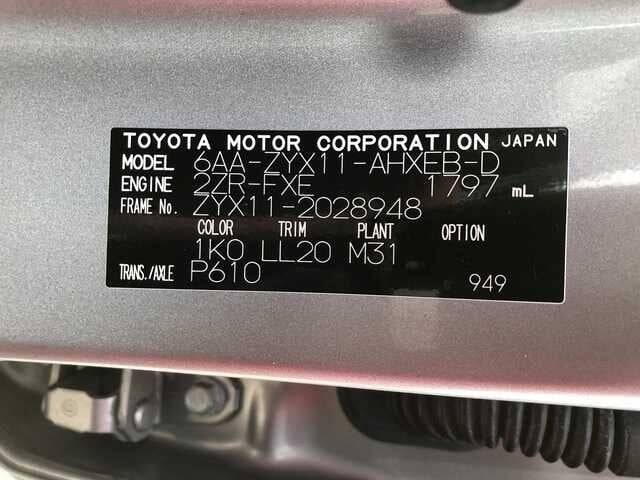 TOYOTA MOTOR CORPORATION JAPAN
MODEL 6AA-ZYX11-AHXEB-D
ENGINE 2ZR-FXE 1797 mL
FRAME No. ZYX11-2028948
COLOR TRIM PLANT
1K0 LL20 M31
TRANS./AXLE P610 949